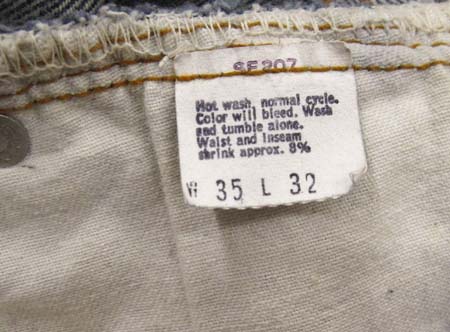 SF207
Hot wash, normal cycle.
Color will bleed. Wash
and tumble alone.
Waist and Inseam
shrink approx. 8%
W 35 L 32